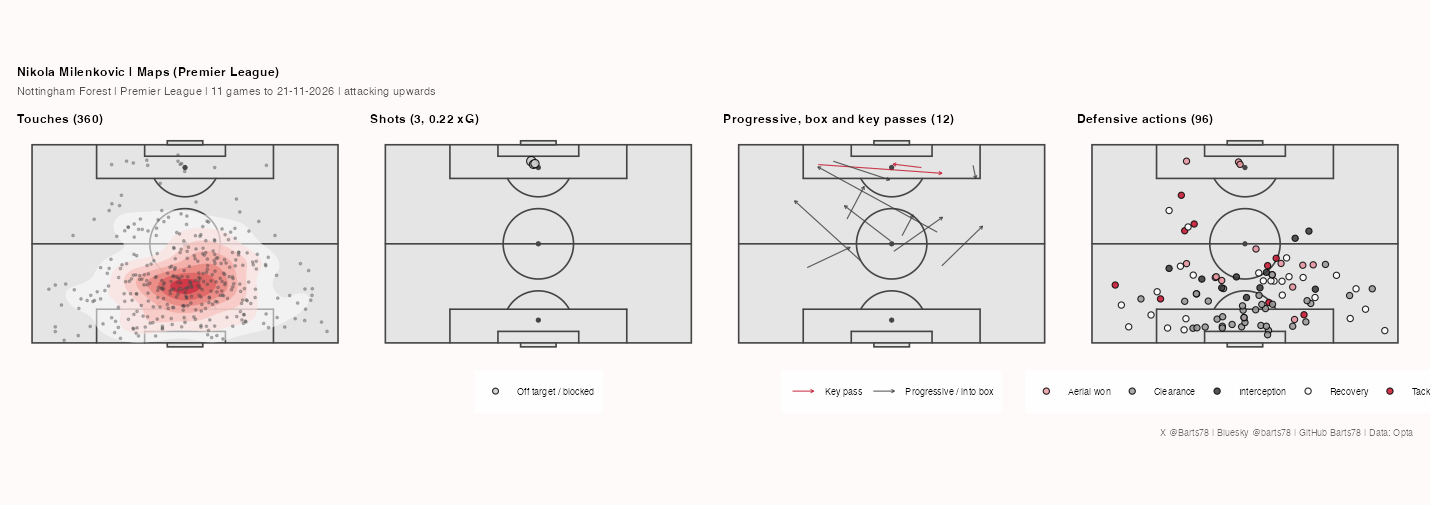 Nikola Milenkovic | Maps (Premier League)
Nottingham Forest | Premier League | 11 games to 21-11-2026 | attacking upwards
Touches (360)
Shots (3, 0.22 xG)
Progressive, box and key passes (12)
Defensive actions (96)
Off target / blocked
Key pass
Progressive / into box
Aerial won
Clearance
Interception
Recovery
Tack
X @Barts78 | Bluesky @barts78 | GitHub Barts78 | Data: Opta